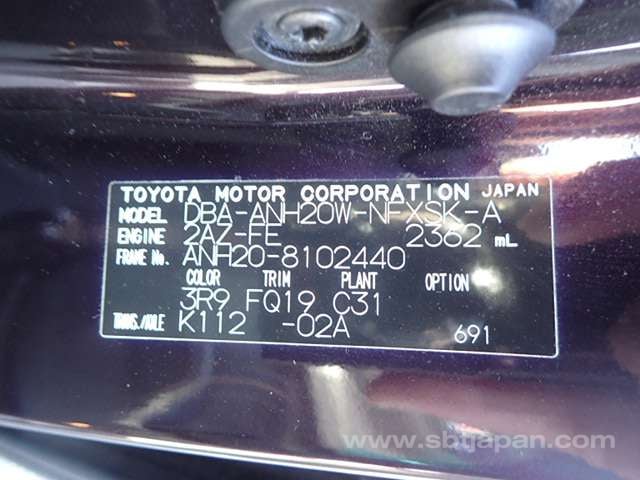 TOYOTA MOTOR CORPORATION JAPAN
MODEL DBA-ANH20W-NFXSK-A
ENGINE 2AZ-FE 2362 mL
FRAME No. ANH20-8102440
COLOR TRIM PLANT OPTION
3R9 FQ19 C31
TRANS./AXLE K112 -02A 691
www.sbtjapan.com